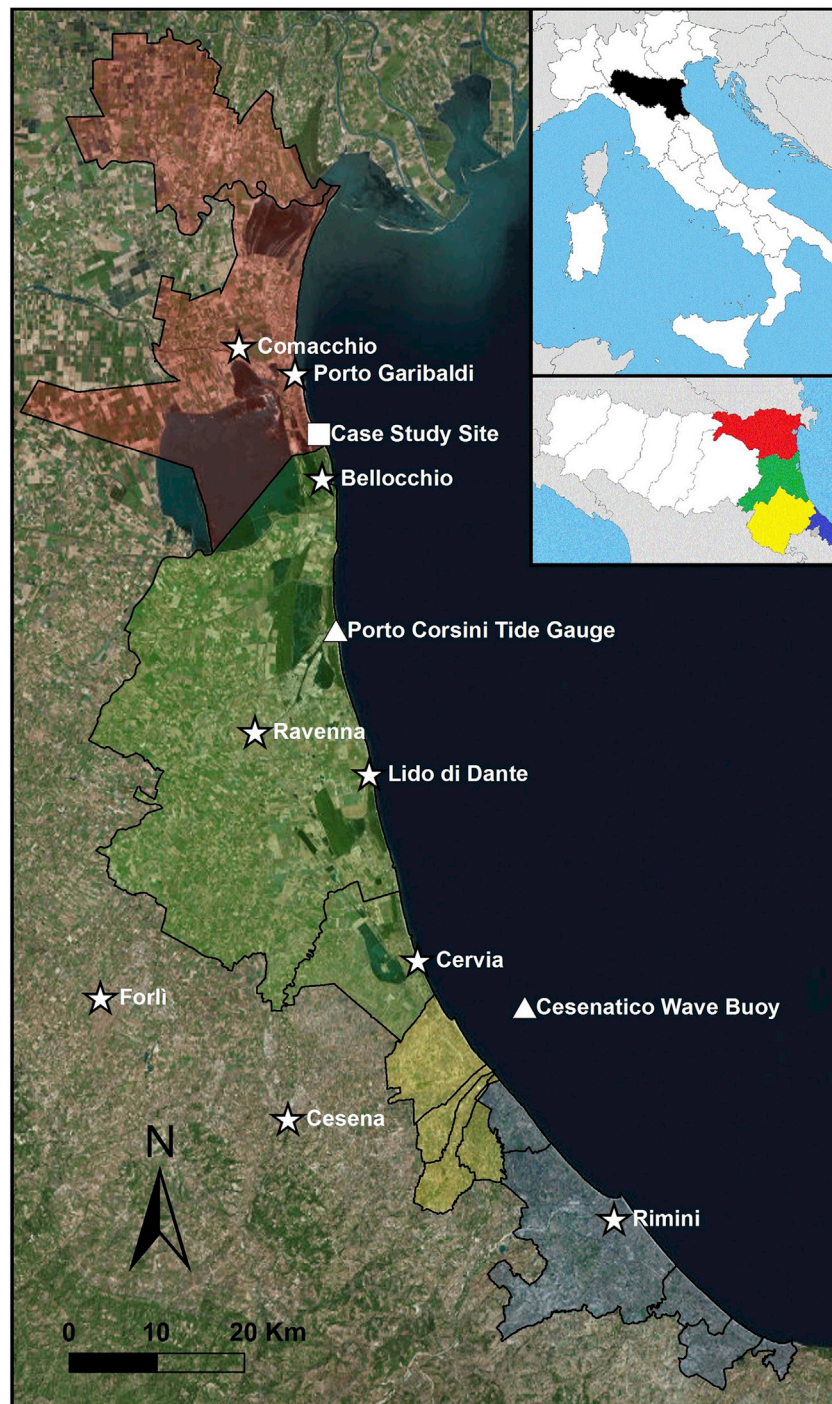 Comacchio
Porto Garibaldi
Case Study Site
Bellocchio
Porto Corsini Tide Gauge
Ravenna
Lido di Dante
Cervia
Forlì
Cesenatico Wave Buoy
Cesena
N
Rimini
0 10 20 Km